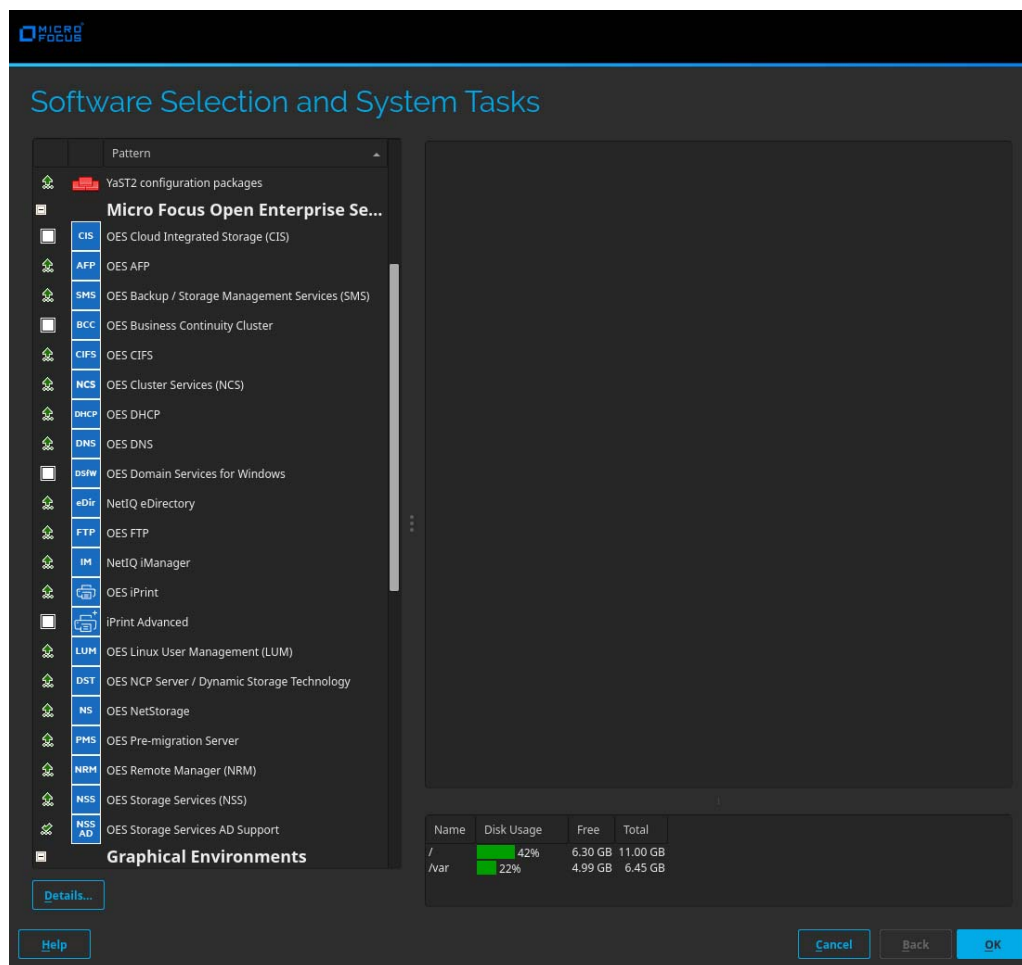 MICRO
FOCUS
Software Selection and System Tasks
Pattern
YaST2 configuration packages
Micro Focus Open Enterprise Se...
CIS OES Cloud Integrated Storage (CIS)
AFP OES AFP
SMS OES Backup / Storage Management Services (SMS)
BCC OES Business Continuity Cluster
CIFS OES CIFS
NCS OES Cluster Services (NCS)
DHCP OES DHCP
DNS OES DNS
DSfW OES Domain Services for Windows
eDir NetIQ eDirectory
FTP OES FTP
IM NetIQ iManager
OES iPrint
iPrint Advanced
LUM OES Linux User Management (LUM)
DST OES NCP Server / Dynamic Storage Technology
NS OES NetStorage
PMS OES Pre-migration Server
NRM OES Remote Manager (NRM)
NSS OES Storage Services (NSS)
NSS AD OES Storage Services AD Support
Graphical Environments
Name Disk Usage Free Total
/ 42% 6.30 GB 11.00 GB
/var 22% 4.99 GB 6.45 GB
Details...
Help Cancel Back OK